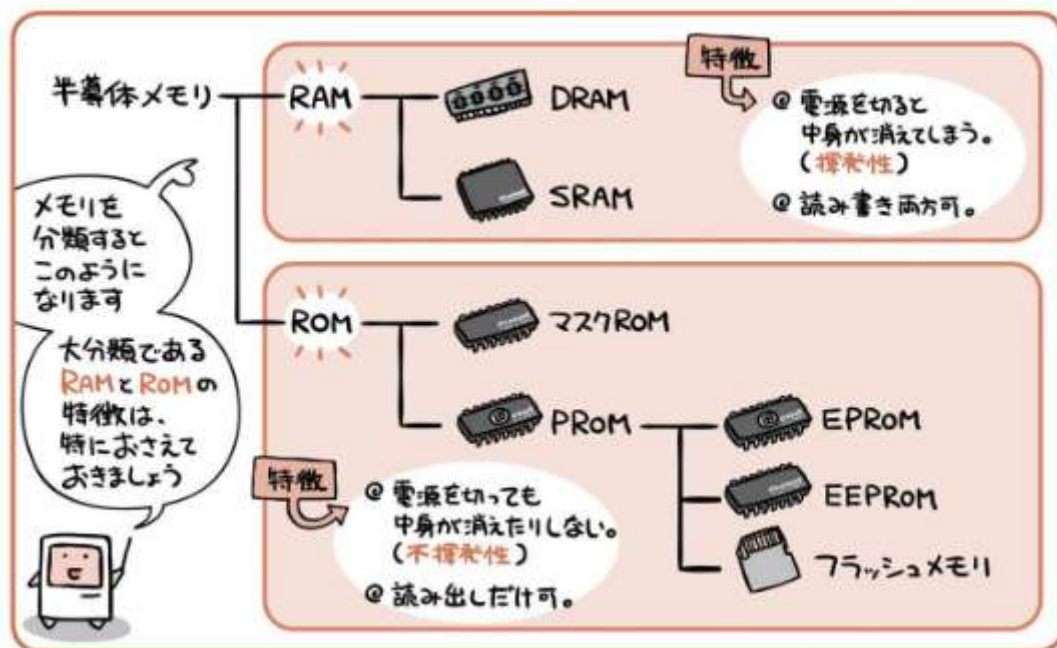 半導体メモリ
RAM
DRAM
SRAM
特徴
@ 電源を切ると
中身が消えてしまう。
(揮発性)
@ 読み書き両方可。
メモリを
分類すると
このように
なります
大分類である
RAMとROMの
特徴は、
特におさえて
おきましょう
ROM
マスクROM
PROM
EPROM
EEPROM
フラッシュメモリ
特徴
@ 電源を切っても
中身が消えたりしない。
(不揮発性)
@ 読み出しだけ可。